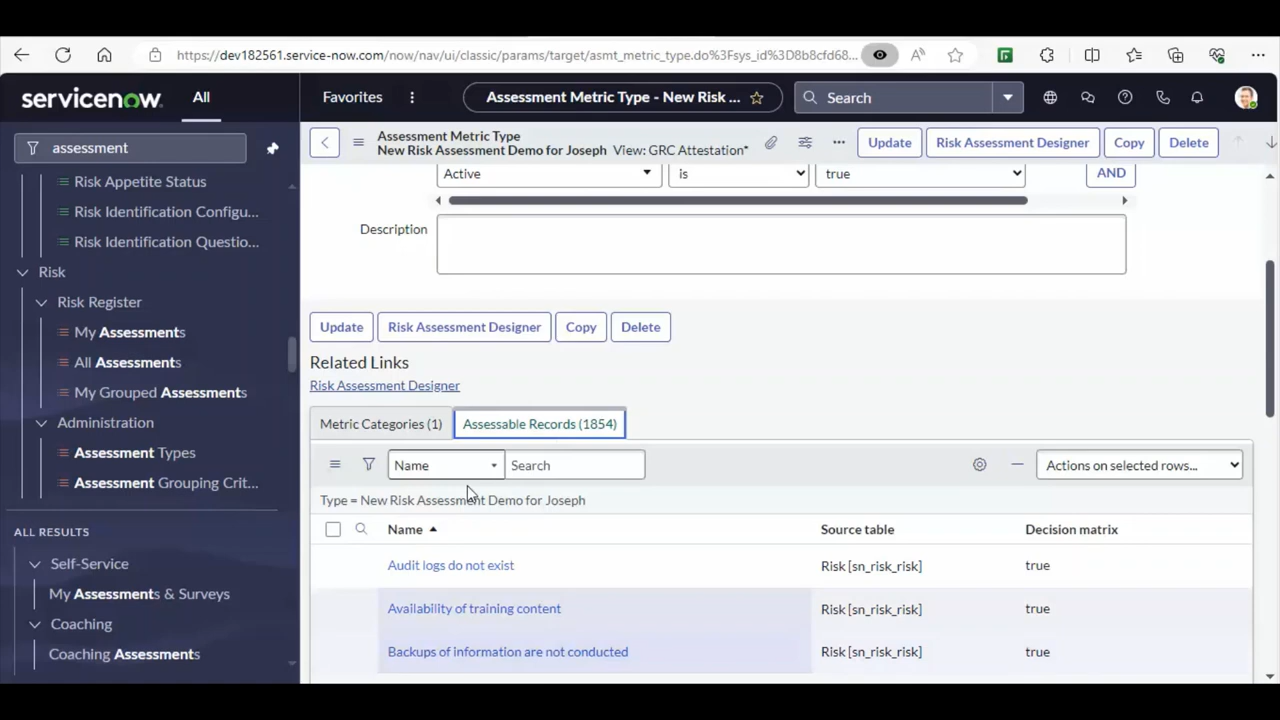 https://dev182561.service-now.com/now/nav/ui/classic/params/target/asmt_metric_type.do%3Fsys_id%3D8b8cfd68...
servicenow
All
Favorites
Assessment Metric Type - New Risk ...
Search
assessment
Assessment Metric Type
New Risk Assessment Demo for Joseph View: GRC Attestation*
Update
Risk Assessment Designer
Copy
Delete
Risk Appetite Status
Risk Identification Configu...
Risk Identification Questio...
Risk
Risk Register
My Assessments
All Assessments
My Grouped Assessments
Administration
Assessment Types
Assessment Grouping Crit...
ALL RESULTS
Self-Service
My Assessments & Surveys
Coaching
Coaching Assessments
Active
is
true
AND
Description
Update
Risk Assessment Designer
Copy
Delete
Related Links
Risk Assessment Designer
Metric Categories (1)
Assessable Records (1854)
Name
Search
Actions on selected rows...
Type = New Risk Assessment Demo for Joseph
Name
Source table
Decision matrix
Audit logs do not exist
Risk [sn_risk_risk]
true
Availability of training content
Risk [sn_risk_risk]
true
Backups of information are not conducted
Risk [sn_risk_risk]
true